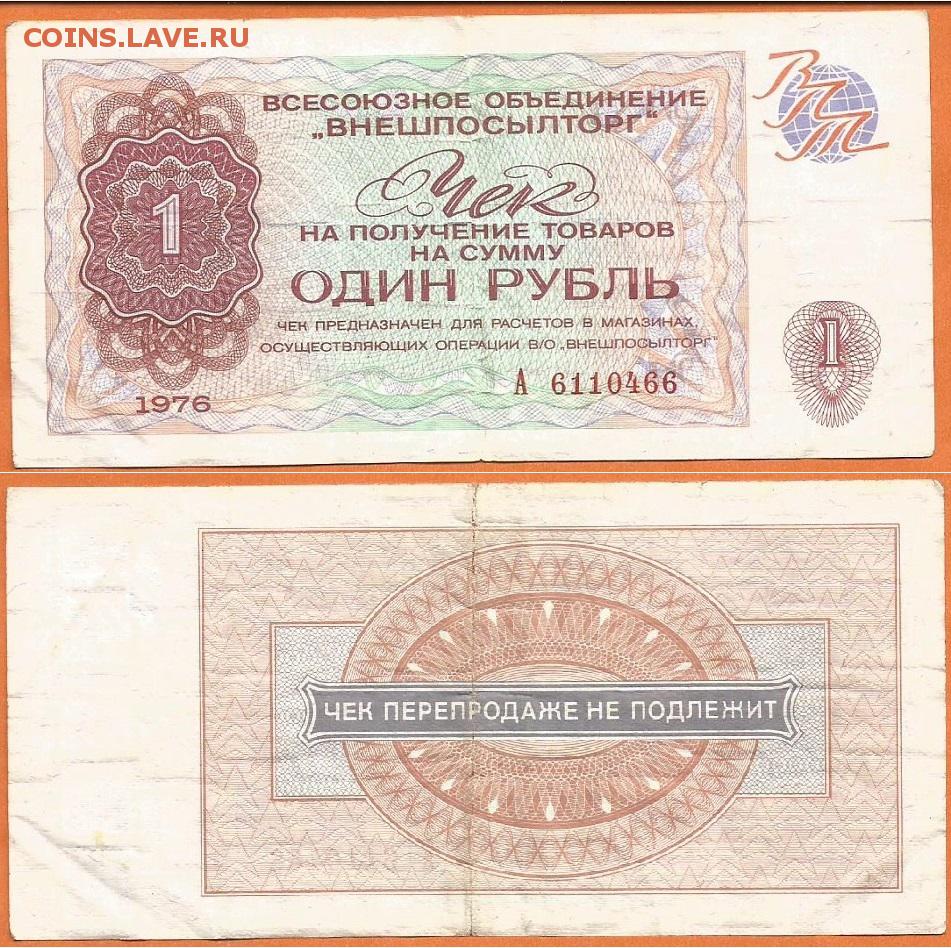 COINS.LAVE.RU
ВСЕСОЮЗНОЕ ОБЪЕДИНЕНИЕ
„ВНЕШПОСЫЛТОРГ“
ВПТ
Чек
НА ПОЛУЧЕНИЕ ТОВАРОВ
НА СУММУ
ОДИН РУБЛЬ
1
ЧЕК ПРЕДНАЗНАЧЕН ДЛЯ РАСЧЕТОВ В МАГАЗИНАХ,
ОСУЩЕСТВЛЯЮЩИХ ОПЕРАЦИИ В/О „ВНЕШПОСЫЛТОРГ“
1
А 6110466
1976
ЧЕК ПЕРЕПРОДАЖЕ НЕ ПОДЛЕЖИТ